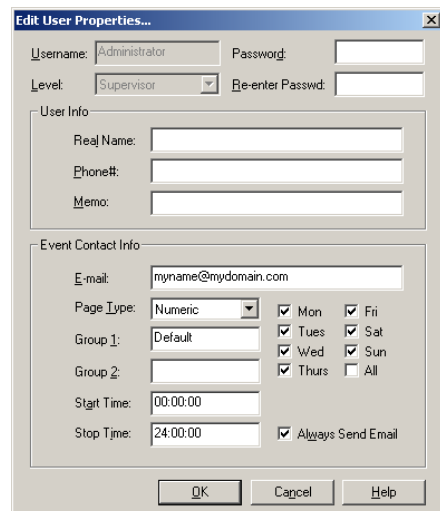 Edit User Properties...
Username: Administrator Password:
Level: Supervisor Re-enter Passwd:
User Info
Real Name:
Phone#:
Memo:
Event Contact Info
E-mail: myname@mydomain.com
Page Type: Numeric Mon Fri
Group 1: Default Tues Sat
Wed Sun
Group 2: Thurs All
Start Time: 00:00:00
Stop Time: 24:00:00 Always Send Email
OK Cancel Help